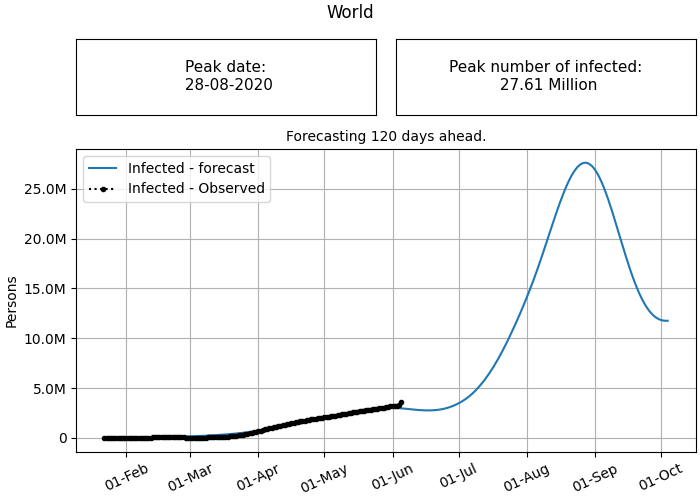 World
Peak date:
28-08-2020
Peak number of infected:
27.61 Million
Forecasting 120 days ahead.
Infected - forecast
Infected - Observed
Persons
25.0M
20.0M
15.0M
10.0M
5.0M
0
01-Feb
01-Mar
01-Apr
01-May
01-Jun
01-Jul
01-Aug
01-Sep
01-Oct